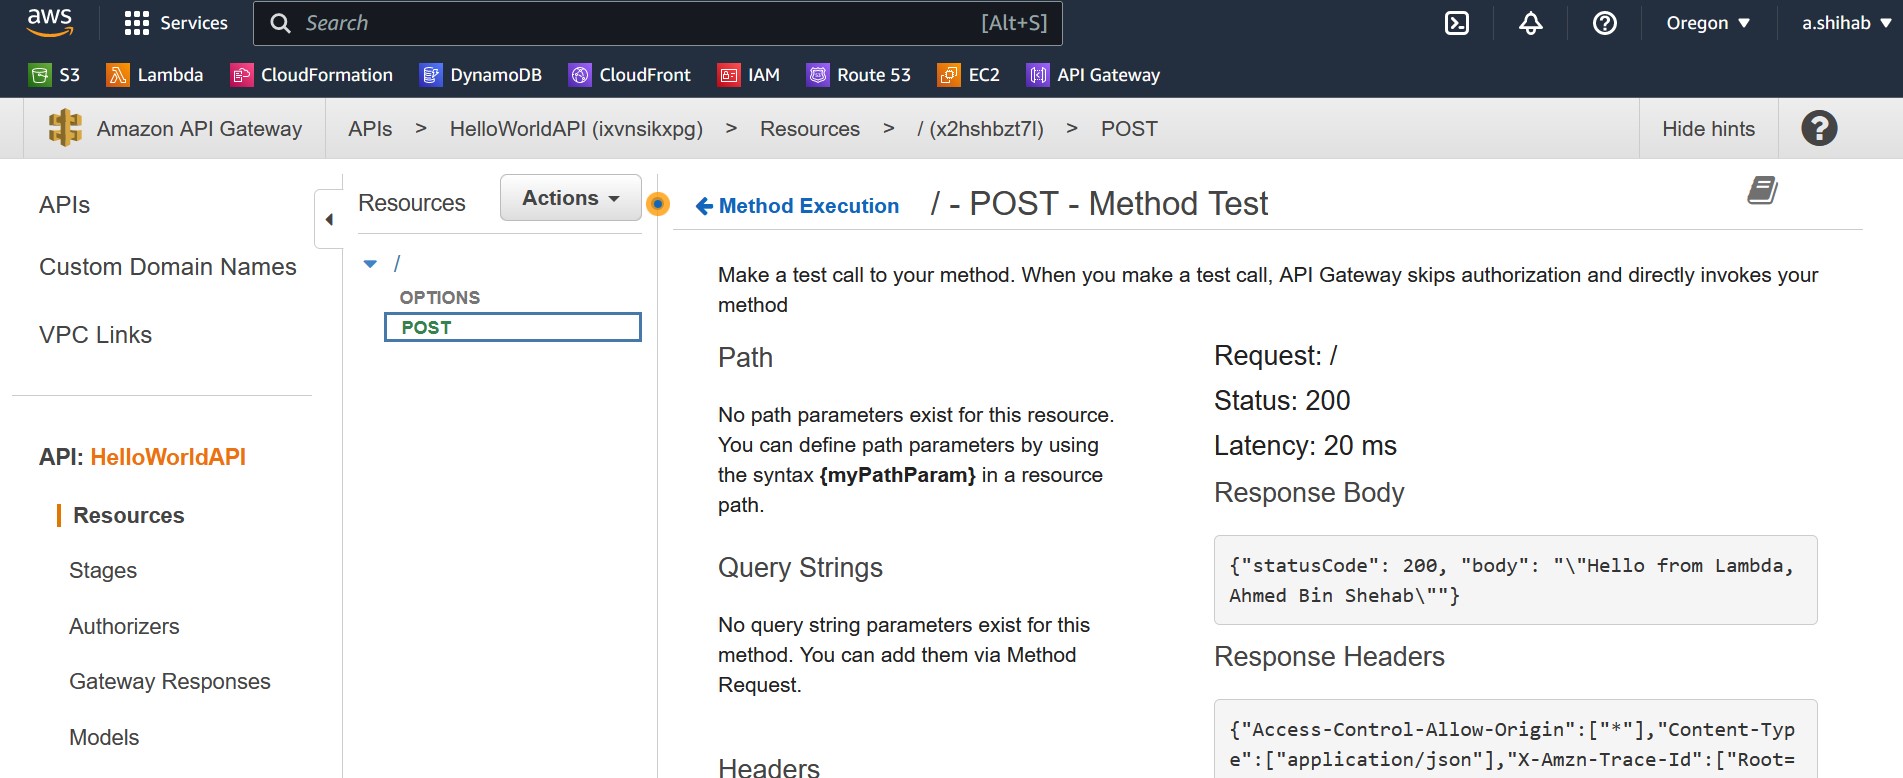 aws
Services
Search
[Alt+S]
Oregon
a.shihab
S3
Lambda
CloudFormation
DynamoDB
CloudFront
IAM
Route 53
EC2
API Gateway
Amazon API Gateway
APIs > HelloWorldAPI (ixvnsikxpg) > Resources > / (x2hshbzt7l) > POST
Hide hints
APIs
Custom Domain Names
VPC Links
API: HelloWorldAPI
Resources
Stages
Authorizers
Gateway Responses
Models
Resources
Actions
/
OPTIONS
POST
Method Execution
/ - POST - Method Test
Make a test call to your method. When you make a test call, API Gateway skips authorization and directly invokes your
method
Path
No path parameters exist for this resource.
You can define path parameters by using
the syntax {myPathParam} in a resource
path.
Query Strings
No query string parameters exist for this
method. You can add them via Method
Request.
Headers
Request: /
Status: 200
Latency: 20 ms
Response Body
{"statusCode": 200, "body": "\"Hello from Lambda,
Ahmed Bin Shehab\""}
Response Headers
{"Access-Control-Allow-Origin":["*"],"Content-Typ
e":["application/json"],"X-Amzn-Trace-Id":["Root=